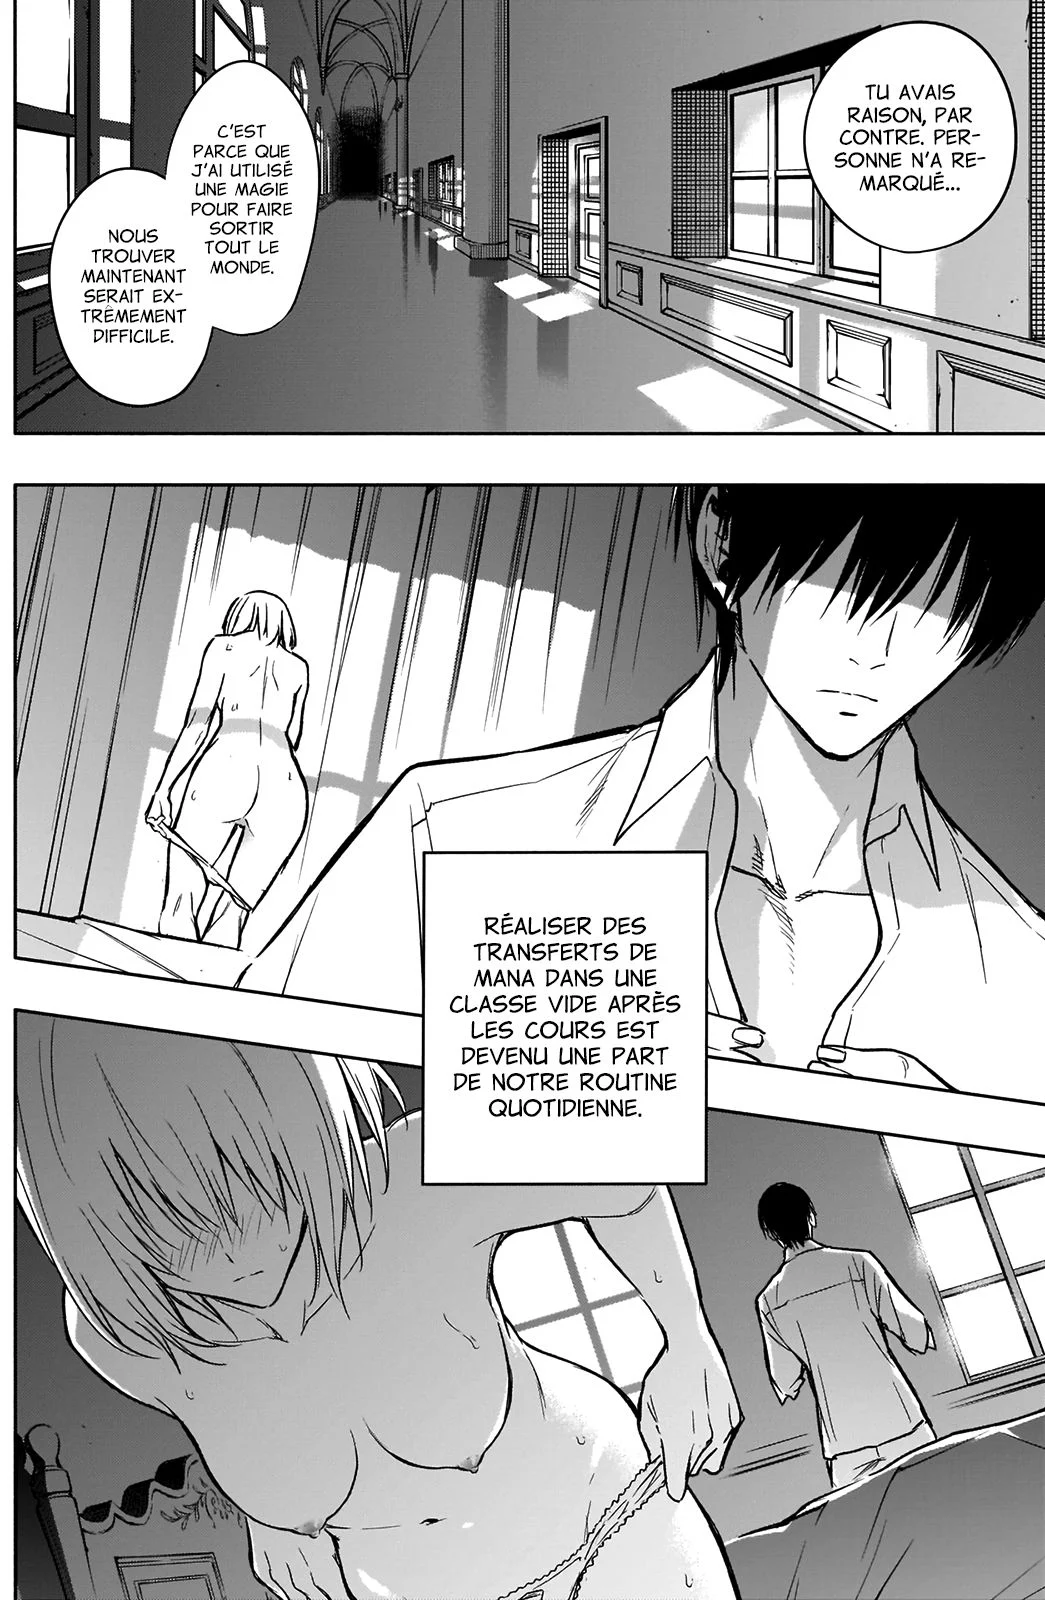 TU AVAIS
RAISON, PAR
CONTRE. PER-
SONNE N'A RE-
MARQUÉ...
C'EST
PARCE QUE
J'AI UTILISÉ
UNE MAGIE
POUR FAIRE
SORTIR
TOUT LE
MONDE.
NOUS
TROUVER
MAINTENANT
SERAIT EX-
TRÊMEMENT
DIFFICILE.
RÉALISER DES
TRANSFERTS DE
MANA DANS UNE
CLASSE VIDE APRÈS
LES COURS EST
DEVENU UNE PART
DE NOTRE ROUTINE
QUOTIDIENNE.